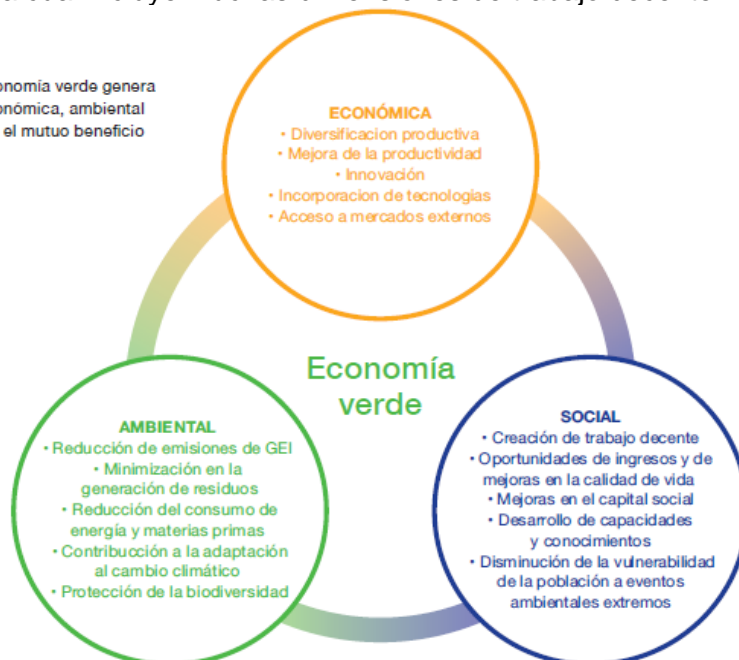 onomía verde genera
onómica, ambiental
el mutuo beneficio
ECONÓMICA
• Diversificacion productiva
• Mejora de la productividad
• Innovación
• Incorporacion de tecnologias
• Acceso a mercados externos
Economía
verde
AMBIENTAL
• Reducción de emisiones de GEI
• Minimización en la
generación de residuos
• Reducción del consumo de
energía y materias primas
• Contribucción a la adaptación
al cambio climático
• Protección de la biodiversidad
SOCIAL
• Creación de trabajo decente
• Oportunidades de ingresos y de
mejoras en la calidad de vida
• Mejoras en el capital social
• Desarrollo de capacidades
y conocimientos
• Disminución de la vulnerabilidad
de la población a eventos
ambientales extremos